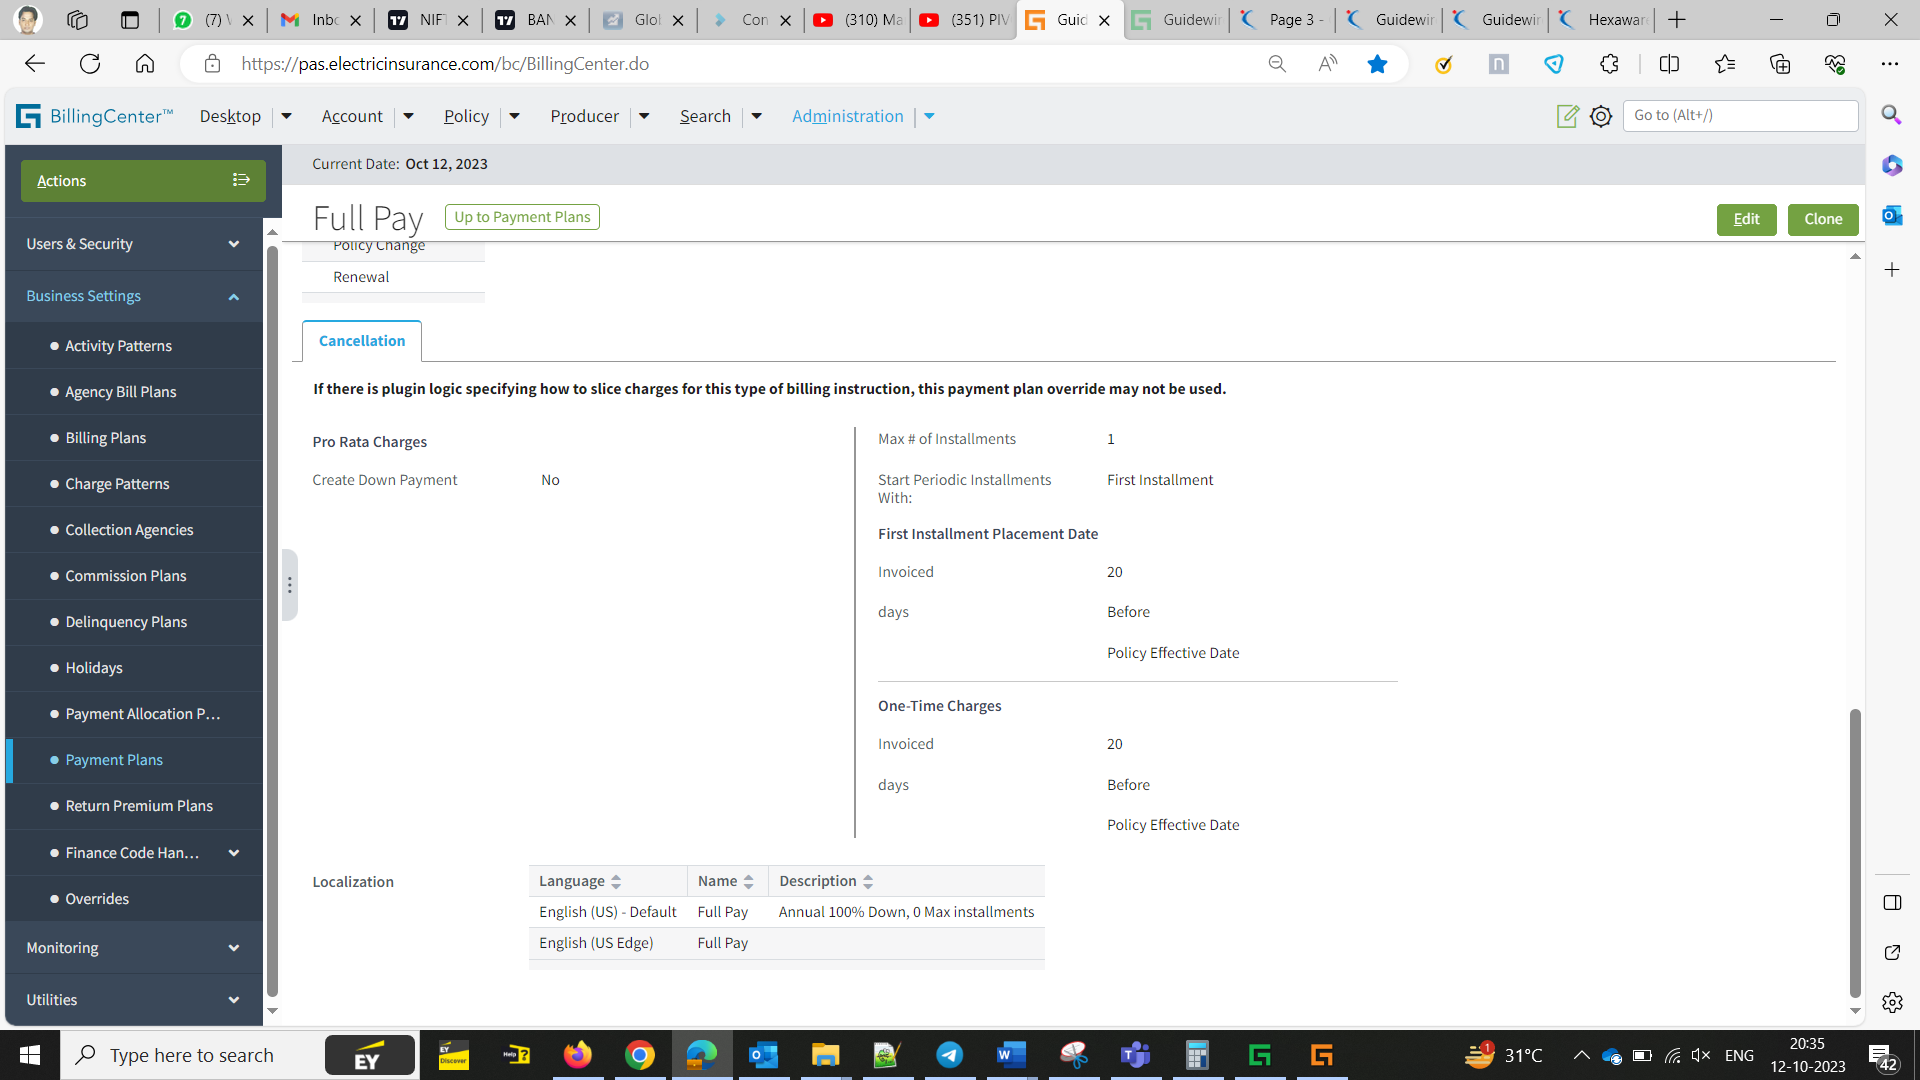 (7) W
Inbo
NIFT
BAN
Glol
Con
(310) Ma
(351) PIV
Guid
Guidewir
Page 3 -
Guidewir
Guidewir
Hexawar
https://pas.electricinsurance.com/bc/BillingCenter.do
BillingCenter™
Desktop
Account
Policy
Producer
Search
Administration
Go to (Alt+/)
Actions
Current Date: Oct 12, 2023
Full Pay
Up to Payment Plans
Edit
Clone
Users & Security
Business Settings
Activity Patterns
Agency Bill Plans
Billing Plans
Charge Patterns
Collection Agencies
Commission Plans
Delinquency Plans
Holidays
Payment Allocation P...
Payment Plans
Return Premium Plans
Finance Code Han...
Overrides
Monitoring
Utilities
Policy Change
Renewal
Cancellation
If there is plugin logic specifying how to slice charges for this type of billing instruction, this payment plan override may not be used.
Pro Rata Charges
Create Down Payment No
Max # of Installments 1
Start Periodic Installments First Installment
With:
First Installment Placement Date
Invoiced 20
days Before
Policy Effective Date
One-Time Charges
Invoiced 20
days Before
Policy Effective Date
Localization
Language Name Description
English (US) - Default Full Pay Annual 100% Down, 0 Max installments
English (US Edge) Full Pay
Type here to search
EY
EY
Discover
Help ?
1
31°C
ENG
20:35
12-10-2023
42